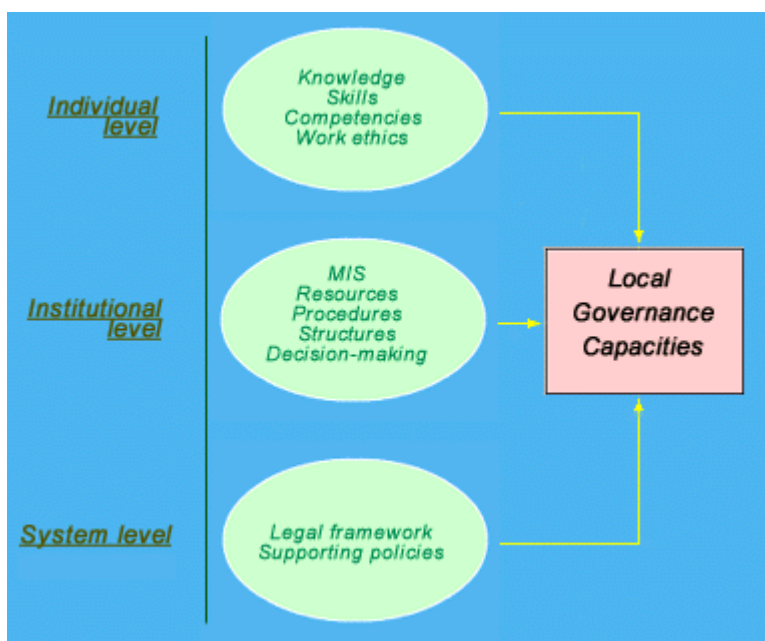 Individual
level
Knowledge
Skills
Competencies
Work ethics
Institutional
level
MIS
Resources
Procedures
Structures
Decision-making
Local
Governance
Capacities
System level
Legal framework
Supporting policies